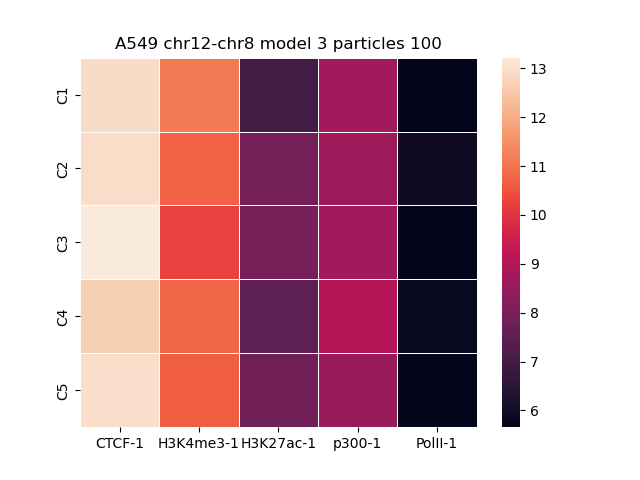 A549 chr12-chr8 model 3 particles 100
C1
C2
C3
C4
C5
CTCF-1 H3K4me3-1 H3K27ac-1 p300-1 PolII-1
13
12
11
10
9
8
7
6